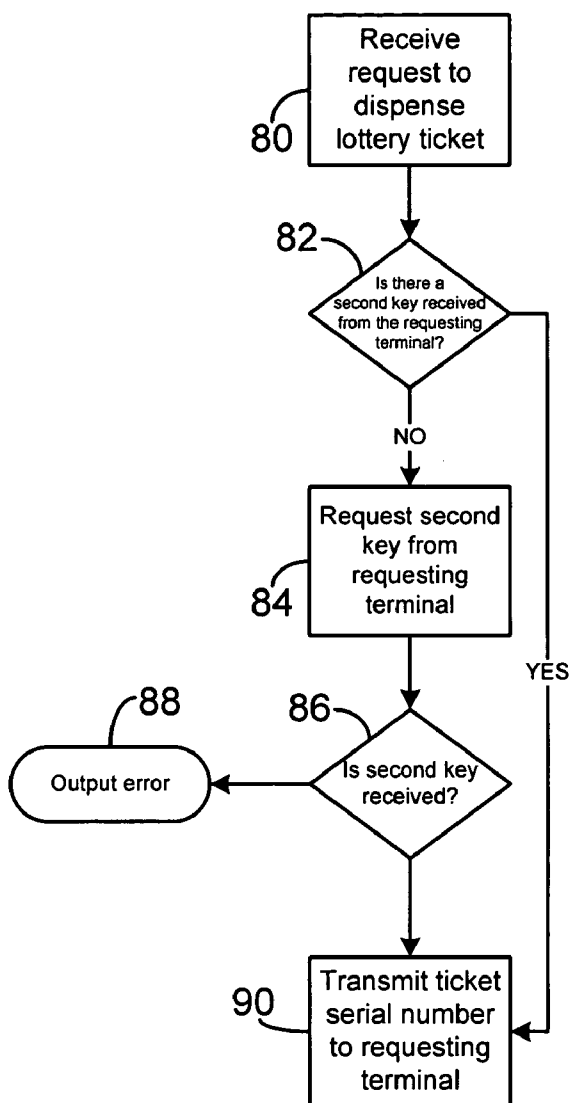 Receive
request to
dispense
lottery ticket
80
82
Is there a
second key received
from the requesting
terminal?
NO
Request second
key from
requesting
terminal
84
YES
88
86
Output error
Is second key
received?
Transmit ticket
serial number
to requesting
terminal
90